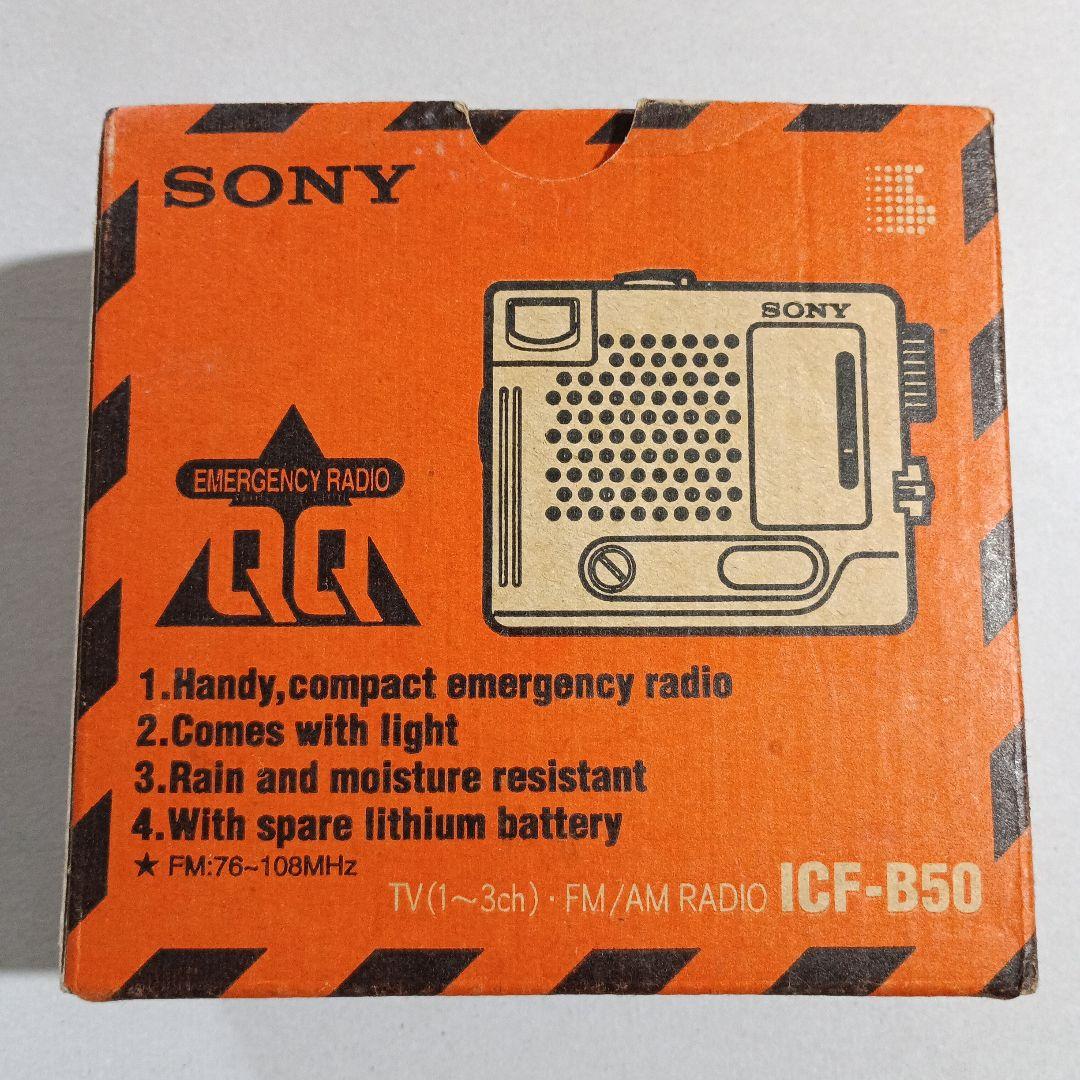 SONY
SONY
EMERGENCY RADIO
QQ
1.Handy,compact emergency radio
2.Comes with light
3.Rain and moisture resistant
4.With spare lithium battery
★ FM:76~108MHz
TV(1~3ch)·FM/AM RADIO ICF-B50